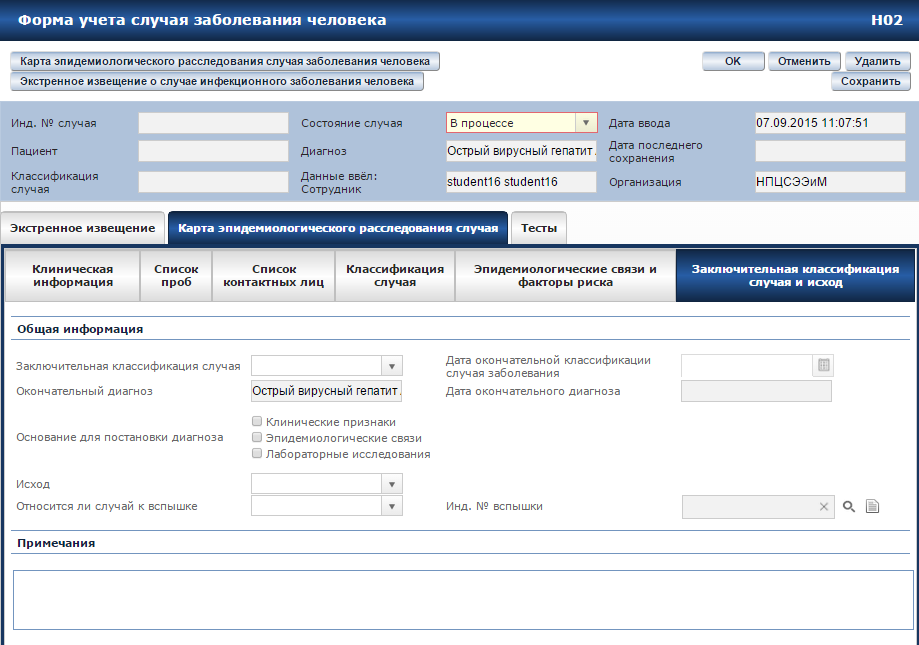 Форма учета случая заболевания человека
H02
Карта эпидемиологического расследования случая заболевания человека
OK
Отменить
Удалить
Экстренное извещение о случае инфекционного заболевания человека
Сохранить
Инд. № случая
Состояние случая
В процессе
Дата ввода
07.09.2015 11:07:51
Пациент
Диагноз
Острый вирусный гепатит
Дата последнего
сохранения
Классификация
случая
Данные ввёл:
Сотрудник
student16 student16
Организация
НПЦСЭЭиМ
Экстренное извещение
Карта эпидемиологического расследования случая
Тесты
Клиническая
информация
Список
проб
Список
контактных лиц
Классификация
случая
Эпидемиологические связи и
факторы риска
Заключительная классификация
случая и исход
Общая информация
Заключительная классификация случая
Дата окончательной классификации
случая заболевания
Окончательный диагноз
Острый вирусный гепатит
Дата окончательного диагноза
Основание для постановки диагноза
Клинические признаки
Эпидемиологические связи
Лабораторные исследования
Исход
Относится ли случай к вспышке
Инд. № вспышки
Примечания